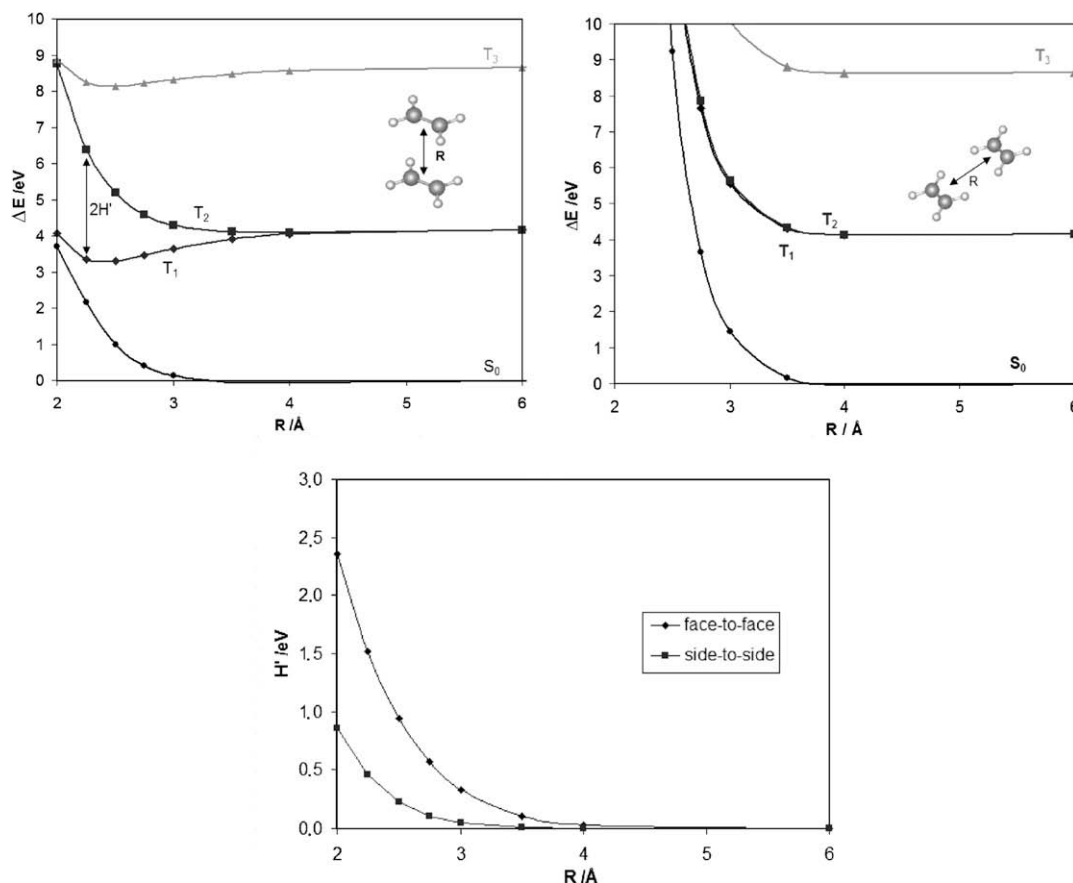 10
9
8
7
6
5
4
3
2
1
0
ΔE /eV
T3
R
2H'
T2
T1
S0
2 3 4 5 6
R /Å
10
9
8
7
6
5
4
3
2
1
0
ΔE /eV
T3
R
T2
T1
S0
2 3 4 5 6
R / Å
3,0
2,5
2,0
1,5
1,0
0,5
0,0
H' /eV
face-to-face
side-to-side
2 3 4 5 6
R /Å